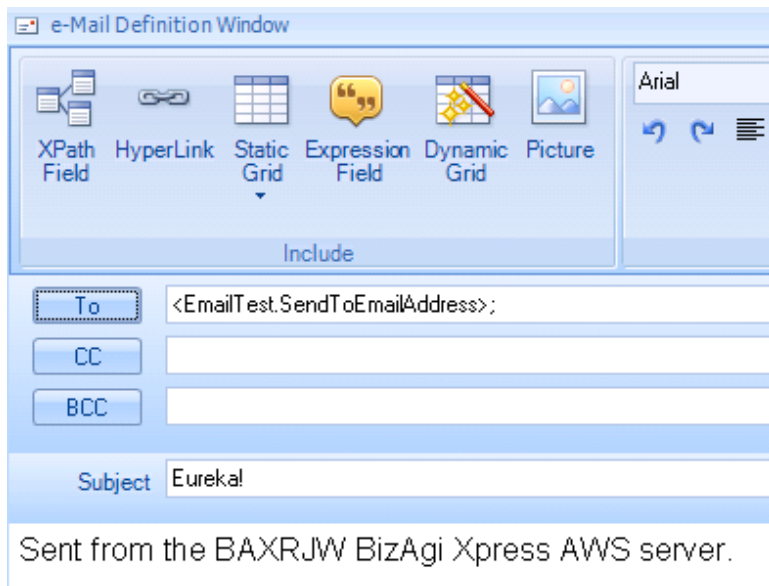 e-Mail Definition Window
XPath Field
HyperLink
Static Grid
Expression Field
Dynamic Grid
Picture
Arial
Include
To <EmailTest.SendToEmailAddress>;
CC
BCC
Subject Eureka!
Sent from the BAXRJW BizAgi Xpress AWS server.